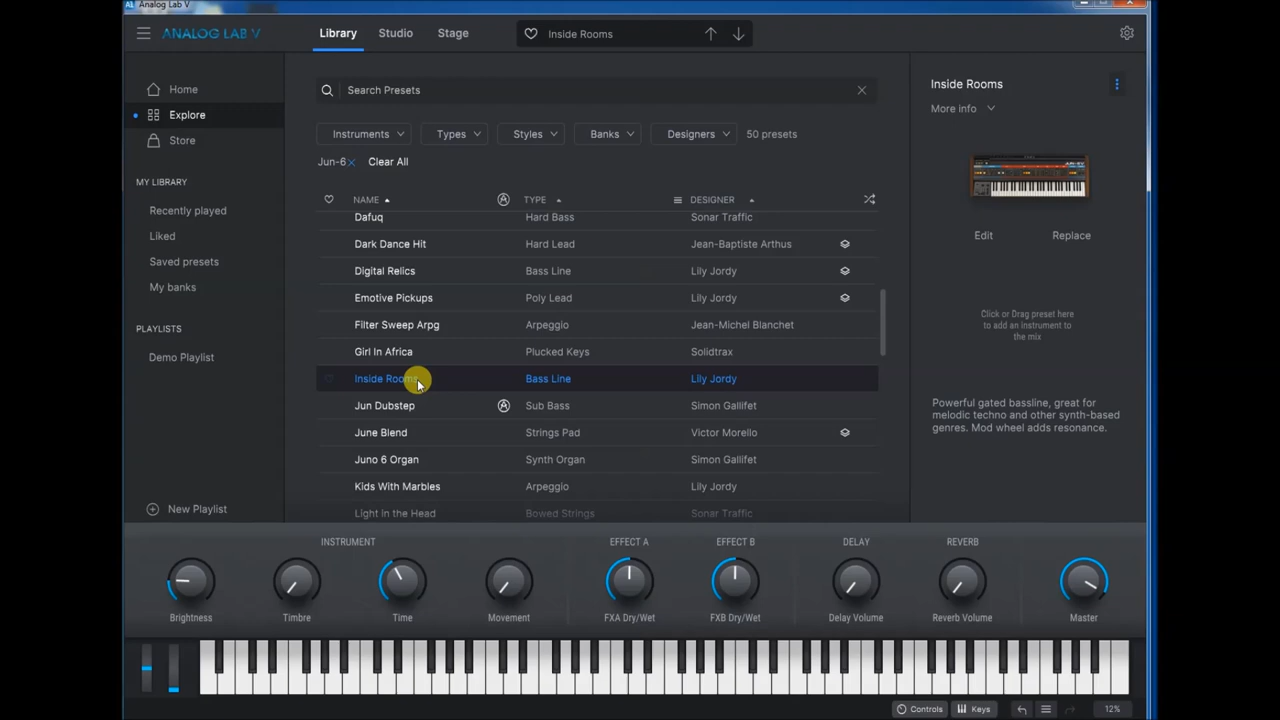 Analog Lab V
ANALOG LAB V
Library
Studio
Stage
Inside Rooms
Home
Explore
Store
MY LIBRARY
Recently played
Liked
Saved presets
My banks
PLAYLISTS
Demo Playlist
New Playlist
Search Presets
Instruments Types Styles Banks Designers 50 presets
Jun-6 Clear All
NAME TYPE DESIGNER
Dafuq Hard Bass Sonar Traffic
Dark Dance Hit Hard Lead Jean-Baptiste Arthus
Digital Relics Bass Line Lily Jordy
Emotive Pickups Poly Lead Lily Jordy
Filter Sweep Arpg Arpeggio Jean-Michel Blanchet
Girl In Africa Plucked Keys Solidtrax
Inside Rooms Bass Line Lily Jordy
Jun Dubstep Sub Bass Simon Gallifet
June Blend Strings Pad Victor Morello
Juno 6 Organ Synth Organ Simon Gallifet
Kids With Marbles Arpeggio Lily Jordy
Light in the Head Bowed Strings Sonar Traffic
Inside Rooms
More info
JUN-6V
Edit Replace
Click or Drag preset here
to add an instrument to
the mix
Powerful gated bassline, great for
melodic techno and other synth-based
genres. Mod wheel adds resonance.
INSTRUMENT EFFECT A EFFECT B DELAY REVERB
Brightness Timbre Time Movement FXA Dry/Wet FXB Dry/Wet Delay Volume Reverb Volume Master
Controls Keys 12%